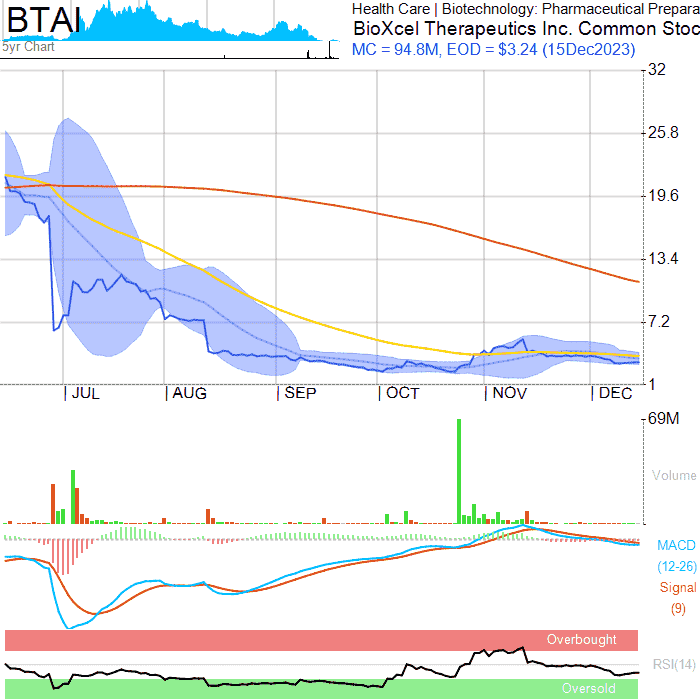 BTAI
5yr Chart
Health Care | Biotechnology: Pharmaceutical Prepara
BioXcel Therapeutics Inc. Common Stoc
MC = 94.8M, EOD = $3.24 (15Dec2023)
32
25.8
19.6
13.4
7.2
1
JUL
AUG
SEP
OCT
NOV
DEC
69M
Volume
MACD
(12-26)
Signal
(9)
Overbought
RSI(14)
Oversold